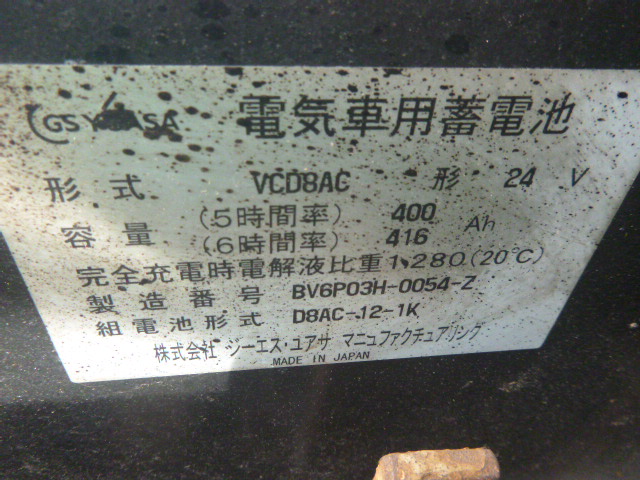 GS YUASA 電気車用蓄電池
形式 VCD8AC 形 24 V
容量 (5時間率) 400 Ah
(6時間率) 416
完全充電時電解液比重1.280(20℃)
製造番号 BV6P03H-0054-Z
組電池形式 D8AC-12-1K
株式会社 ジーエス・ユアサ マニュファクチュアリング
MADE IN JAPAN